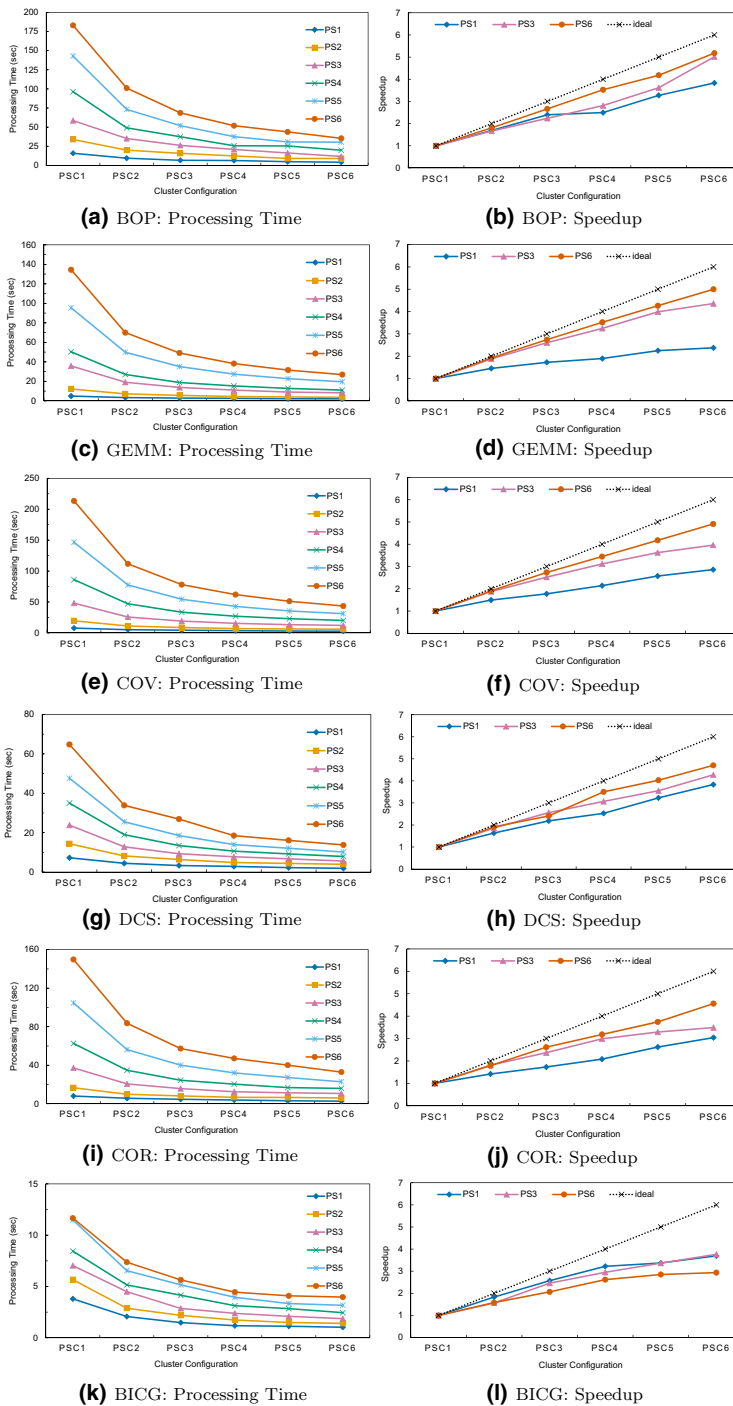 200
175
150
125
100
75
50
25
0
Processing Time (sec)
PS1
PS2
PS3
PS4
PS5
PS6
PSC1 PSC2 PSC3 PSC4 PSC5 PSC6
Cluster Configuration
(a) BOP: Processing Time
7
6
5
4
3
2
1
0
Speedup
PS1 PS3 PS6 ideal
PSC1 PSC2 PSC3 PSC4 PSC5 PSC6
Cluster Configuration
(b) BOP: Speedup
160
140
120
100
80
60
40
20
0
Processing Time (sec)
PS1
PS2
PS3
PS4
PS5
PS6
PSC1 PSC2 PSC3 PSC4 PSC5 PSC6
Cluster Configuration
(c) GEMM: Processing Time
7
6
5
4
3
2
1
0
Speedup
PS1 PS3 PS6 ideal
PSC1 PSC2 PSC3 PSC4 PSC5 PSC6
Cluster Configuration
(d) GEMM: Speedup
250
200
150
100
50
0
Processing Time (sec)
PS1
PS2
PS3
PS4
PS5
PS6
PSC1 PSC2 PSC3 PSC4 PSC5 PSC6
Cluster Configuration
(e) COV: Processing Time
7
6
5
4
3
2
1
0
Speedup
PS1 PS3 PS6 ideal
PSC1 PSC2 PSC3 PSC4 PSC5 PSC6
Cluster Configuration
(f) COV: Speedup
80
60
40
20
0
Processing Time (sec)
PS1
PS2
PS3
PS4
PS5
PS6
PSC1 PSC2 PSC3 PSC4 PSC5 PSC6
Cluster Configuration
(g) DCS: Processing Time
7
6
5
4
3
2
1
0
Speedup
PS1 PS3 PS6 ideal
PSC1 PSC2 PSC3 PSC4 PSC5 PSC6
Cluster Configuration
(h) DCS: Speedup
160
120
80
40
0
Processing Time (sec)
PS1
PS2
PS3
PS4
PS5
PS6
PSC1 PSC2 PSC3 PSC4 PSC5 PSC6
Cluster Configuration
(i) COR: Processing Time
7
6
5
4
3
2
1
0
Speedup
PS1 PS3 PS6 ideal
PSC1 PSC2 PSC3 PSC4 PSC5 PSC6
Cluster Configuration
(j) COR: Speedup
15
10
5
0
Processing Time (sec)
PS1
PS2
PS3
PS4
PS5
PS6
PSC1 PSC2 PSC3 PSC4 PSC5 PSC6
Cluster Configuration
(k) BICG: Processing Time
7
6
5
4
3
2
1
0
Speedup
PS1 PS3 PS6 ideal
PSC1 PSC2 PSC3 PSC4 PSC5 PSC6
Cluster Configuration
(l) BICG: Speedup